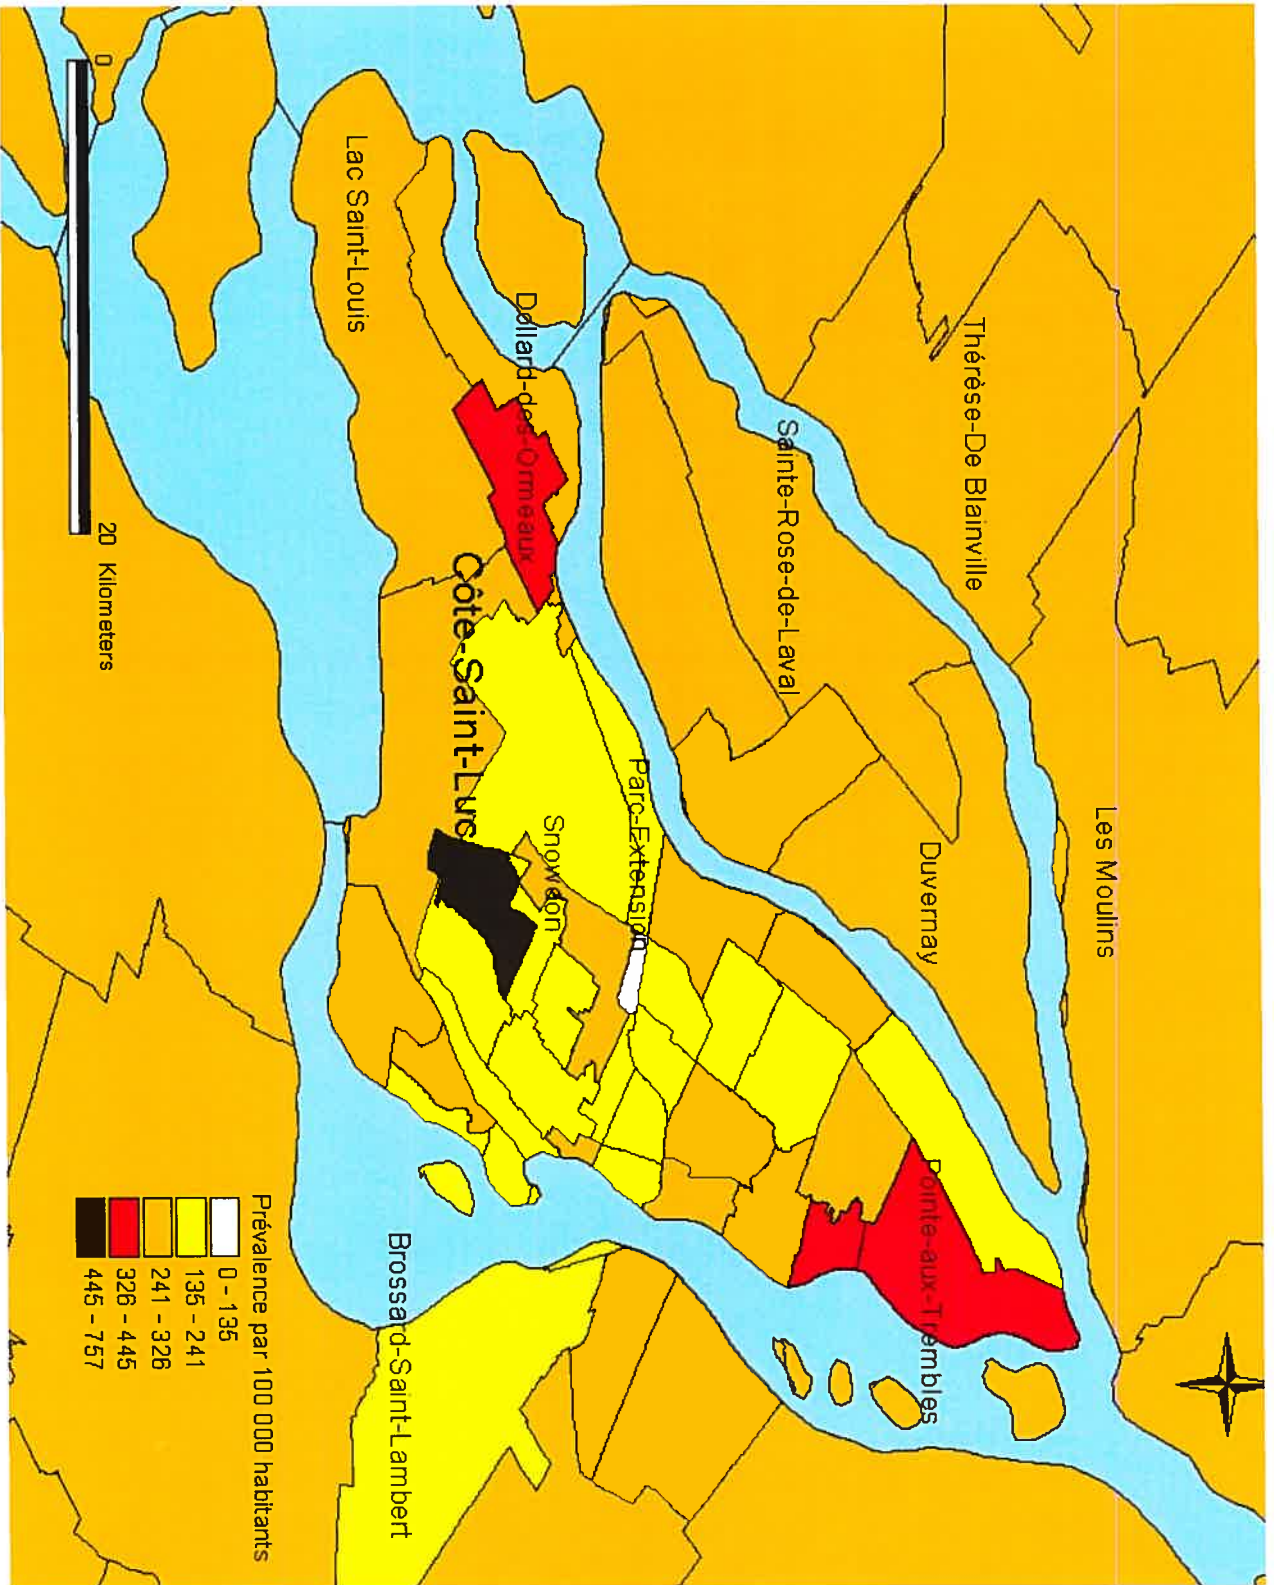 Thérèse-De Blainville
Les Moulins
Sainte-Rose-de-Laval
Duvernay
Pointe-aux-Trembles
Dollard-des-Ormeaux
Parc-Extension
Snowdon
Lac Saint-Louis
Côte-Saint-Luc
Brossard-Saint-Lambert
0
20 Kilometers
Prévalence par 100 000 habitants
0 - 135
135 - 241
241 - 326
326 - 445
445 - 757